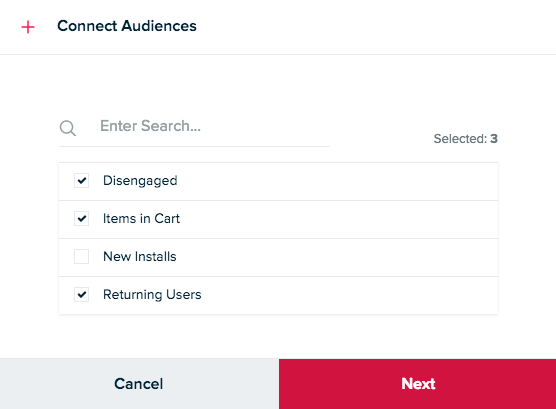 Connect Audiences
Enter Search...
Selected: 3
Disengaged
Items in Cart
New Installs
Returning Users
Cancel
Next